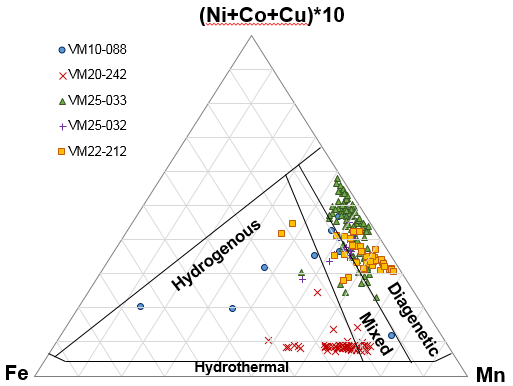 (Ni+Co+Cu)*10
VM10-088
VM20-242
VM25-033
VM25-032
VM22-212
Hydrogenous
Diagenetic
Mixed
Hydrothermal
Fe
Mn